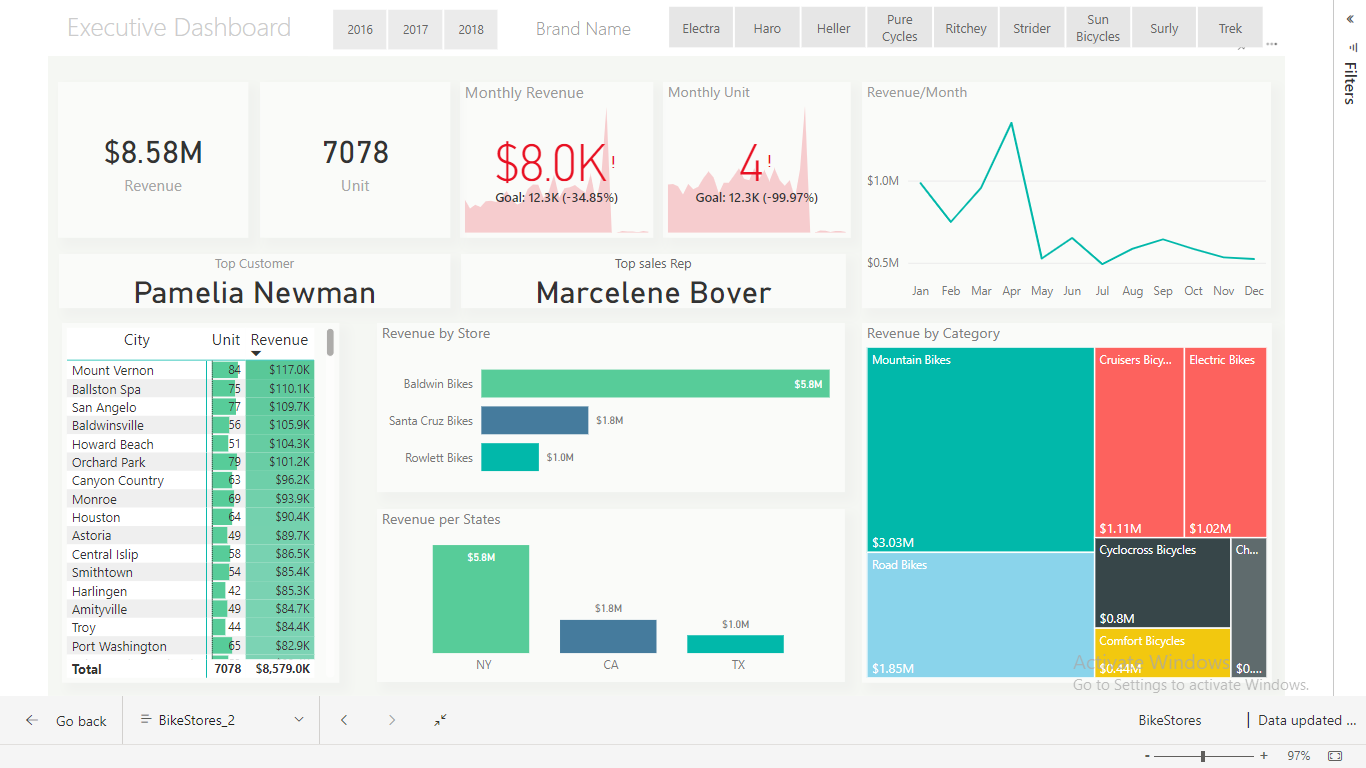 Executive Dashboard
2016
2017
2018
Brand Name
Electra
Haro
Heller
Pure
Cycles
Ritchey
Strider
Sun
Bicycles
Surly
Trek
Filters
$8.58M
Revenue
7078
Unit
Monthly Revenue
$8.0K!
Goal: 12.3K (-34.85%)
Monthly Unit
4!
Goal: 12.3K (-99.97%)
Revenue/Month
$1.0M
$0.5M
Jan Feb Mar Apr May Jun Jul Aug Sep Oct Nov Dec
Top Customer
Pamelia Newman
Top sales Rep
Marcelene Bover
City Unit Revenue
Mount Vernon 84 $117.0K
Ballston Spa 75 $110.1K
San Angelo 77 $109.7K
Baldwinsville 56 $105.9K
Howard Beach 51 $104.3K
Orchard Park 79 $101.2K
Canyon Country 63 $96.2K
Monroe 69 $93.9K
Houston 64 $90.4K
Astoria 49 $89.7K
Central Islip 58 $86.5K
Smithtown 54 $85.4K
Harlingen 42 $85.3K
Amityville 49 $84.7K
Troy 44 $84.4K
Port Washington 65 $82.9K
Total 7078 $8,579.0K
Revenue by Store
Baldwin Bikes $5.8M
Santa Cruz Bikes $1.8M
Rowlett Bikes $1.0M
Revenue per States
$5.8M
$1.8M
$1.0M
NY CA TX
Revenue by Category
Mountain Bikes
$3.03M
Road Bikes
$1.85M
Cruisers Bicy...
$1.11M
Electric Bikes
$1.02M
Cyclocross Bicycles
$0.8M
Comfort Bicycles
$0.44M
Ch...
$0....
Activate Windows
Go to Settings to activate Windows.
Go back
BikeStores_2
BikeStores
Data updated ...
- + 97%